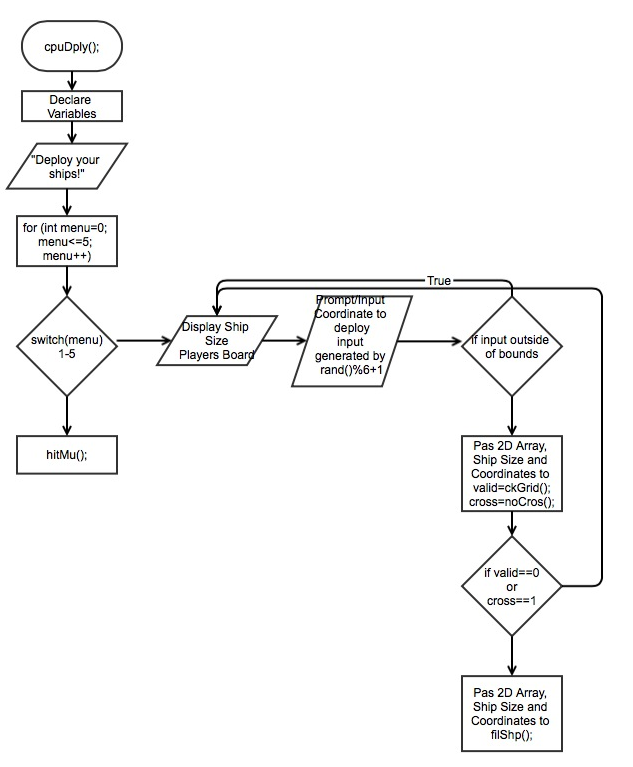 cpuDply();
Declare
Variables
"Deploy your
ships!"
for (int menu=0;
menu<=5;
menu++)
switch(menu)
1-5
hitMu();
Display Ship
Size
Players Board
Prompt/Input
Coordinate to
deploy
input
generated by
rand()%6+1
True
if input outside
of bounds
Pas 2D Array,
Ship Size and
Coordinates to
valid=ckGrid();
cross=noCros();
if valid==0
or
cross==1
Pas 2D Array,
Ship Size and
Coordinates to
filShp();